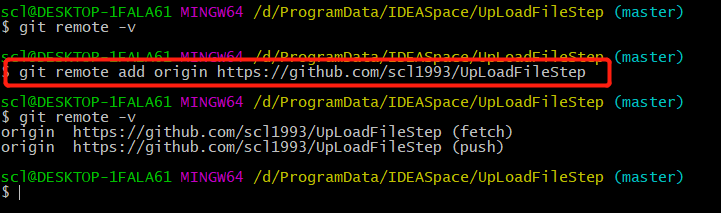 scl@DESKTOP-1FALA61 MINGW64 /d/ProgramData/IDEASpace/UpLoadFileStep (master)
$ git remote -v
scl@DESKTOP-1FALA61 MINGW64 /d/ProgramData/IDEASpace/UpLoadFileStep (master)
$ git remote add origin https://github.com/scl1993/UpLoadFileStep
scl@DESKTOP-1FALA61 MINGW64 /d/ProgramData/IDEASpace/UpLoadFileStep (master)
$ git remote -v
origin  https://github.com/scl1993/UpLoadFileStep (fetch)
origin  https://github.com/scl1993/UpLoadFileStep (push)
scl@DESKTOP-1FALA61 MINGW64 /d/ProgramData/IDEASpace/UpLoadFileStep (master)
$